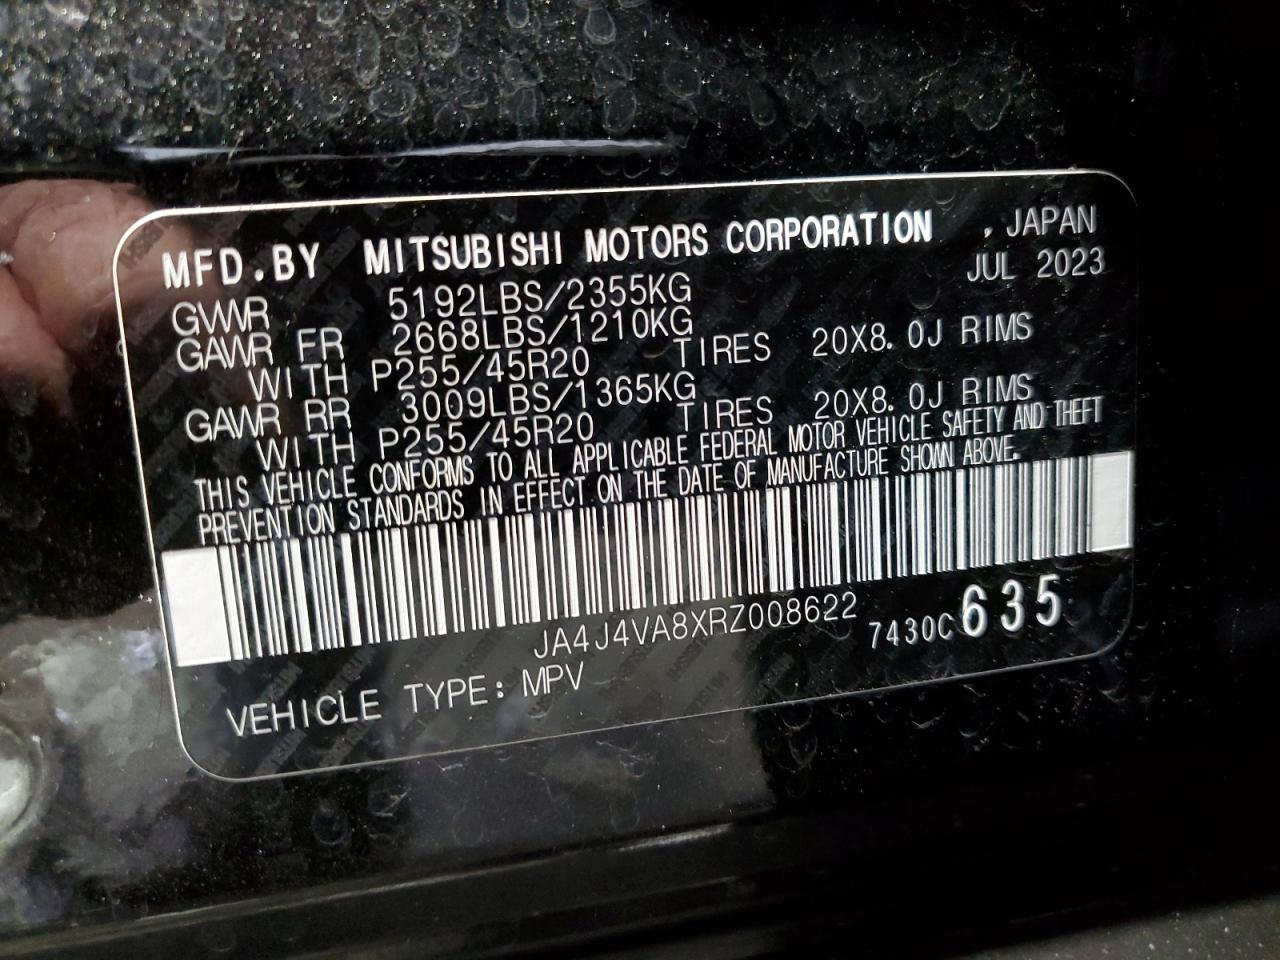 MFD.BY MITSUBISHI MOTORS CORPORATION , JAPAN
JUL 2023
GVWR 5192LBS/2355KG
GAWR FR 2668LBS/1210KG
WITH P255/45R20 TIRES 20X8.0J RIMS
GAWR RR 3009LBS/1365KG
WITH P255/45R20 TIRES 20X8.0J RIMS
THIS VEHICLE CONFORMS TO ALL APPLICABLE FEDERAL MOTOR VEHICLE SAFETY AND THEFT
PREVENTION STANDARDS IN EFFECT ON THE DATE OF MANUFACTURE SHOWN ABOVE.
JA4J4VA8XRZ008622 7430C635
VEHICLE TYPE: MPV